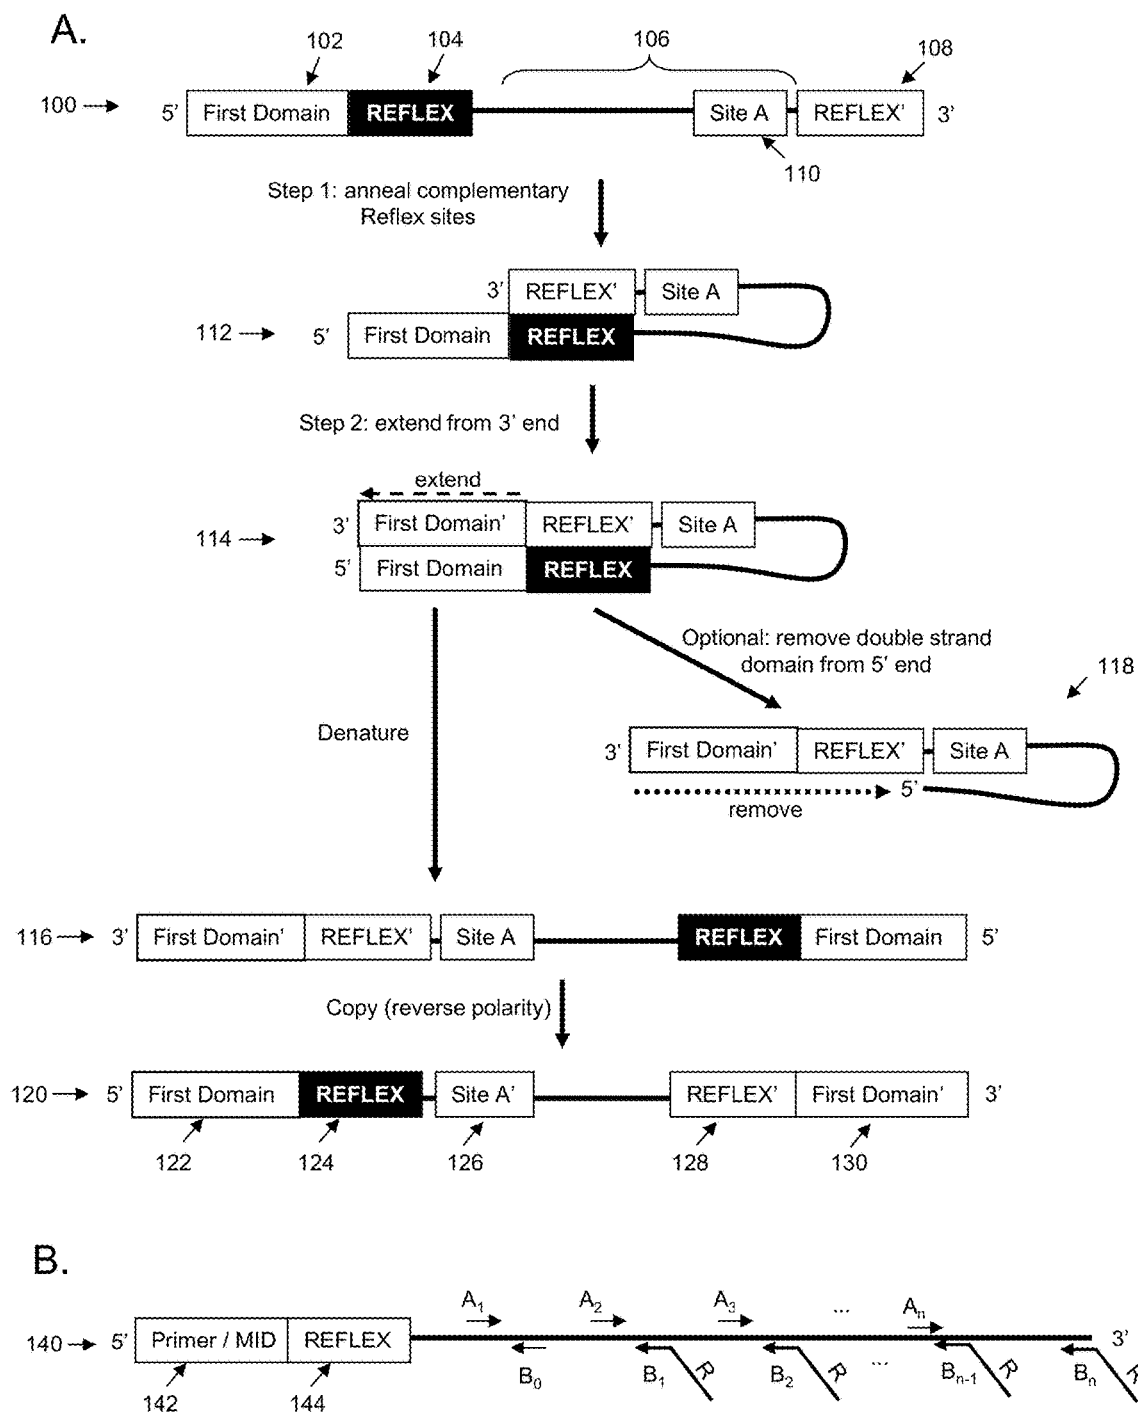 A.
102
104
106
108
100
5' First Domain REFLEX Site A REFLEX' 3'
110
Step 1: anneal complementary
Reflex sites
3' REFLEX' Site A
112
5' First Domain REFLEX
Step 2: extend from 3' end
extend
3' First Domain' REFLEX' Site A
114
5' First Domain REFLEX
Optional: remove double strand
domain from 5' end
118
Denature
3' First Domain' REFLEX' Site A
5'
remove
116
3' First Domain' REFLEX' Site A REFLEX First Domain 5'
Copy (reverse polarity)
120
5' First Domain REFLEX Site A' REFLEX' First Domain' 3'
122
124
126
128
130
B.
A1 A2 A3 ... An
140
5' Primer / MID REFLEX 3'
B0 B1 R B2 R ... Bn-1 R Bn R
142
144